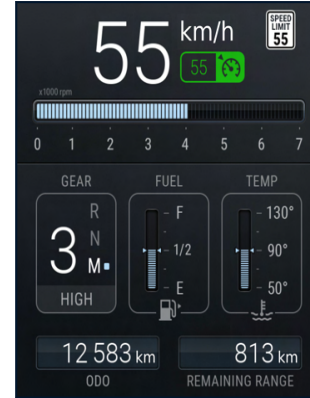 55 km/h
SPEED
LIMIT
55
55
x1000 rpm
0 1 2 3 4 5 6 7
GEAR
R
3 N
M
HIGH
FUEL
F
1/2
E
TEMP
130°
90°
50°
12 583 km
ODO
813 km
REMAINING RANGE